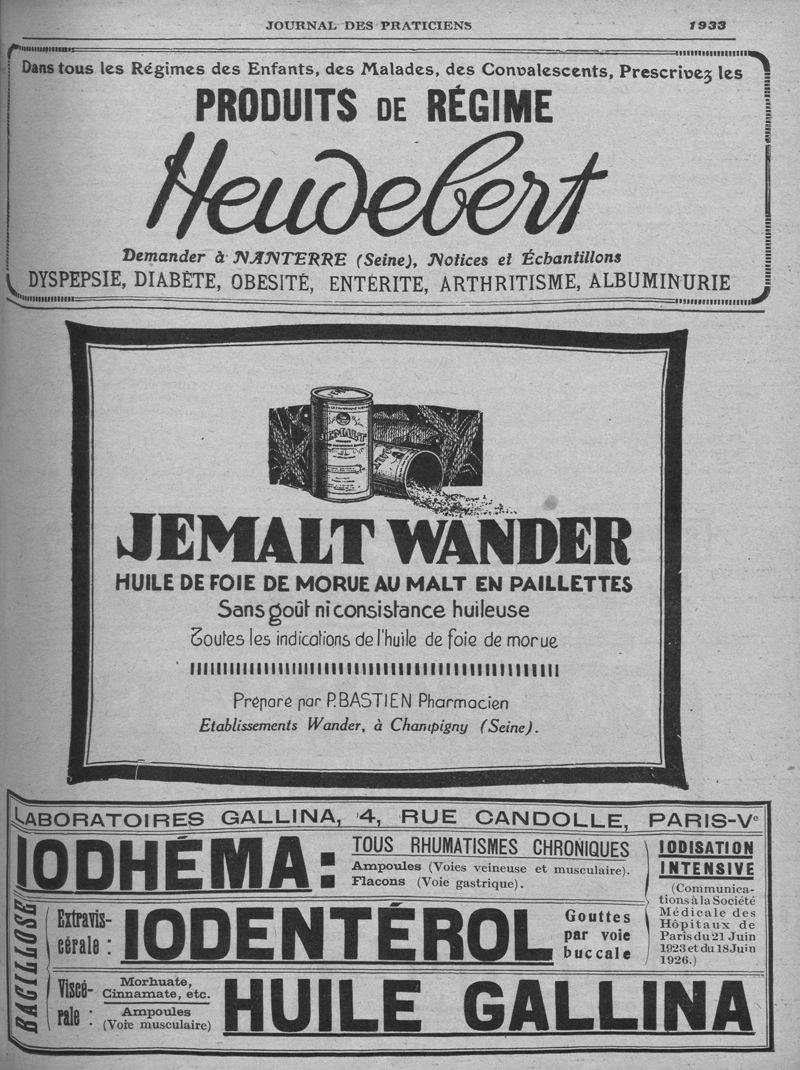 JOURNAL DES PRATICIENS 1933
Dans tous les Régimes des Enfants, des Malades, des Convalescents, Prescrivez les
PRODUITS DE RÉGIME
Heudebert
Demander à NANTERRE (Seine), Notices et Échantillons
DYSPEPSIE, DIABÈTE, OBESITÉ, ENTÉRITE, ARTHRITISME, ALBUMINURIE
JEMALT
JEMALT WANDER
HUILE DE FOIE DE MORUE AU MALT EN PAILLETTES
Sans goût ni consistance huileuse
Toutes les indications de l'huile de foie de morue
Préparé par P. BASTIEN Pharmacien
Etablissements Wander, à Champigny (Seine).
LABORATOIRES GALLINA, 4, RUE CANDOLLE, PARIS-Ve
IODHÉMA:
TOUS RHUMATISMES CHRONIQUES
Ampoules (Voies veineuse et musculaire).
Flacons (Voie gastrique).
IODISATION
INTENSIVE
(Communica-
tions à la Société
Médicale des
Hôpitaux de
Paris du 21 Juin
1923 et du 18 Juin
1926.)
BACILLOSE
Extravis-
cérale :
IODENTÉROL
Gouttes
par voie
buccale
Viscé-
rale :
Morhuate,
Cinnamate, etc.
Ampoules
(Voie musculaire)
HUILE GALLINA